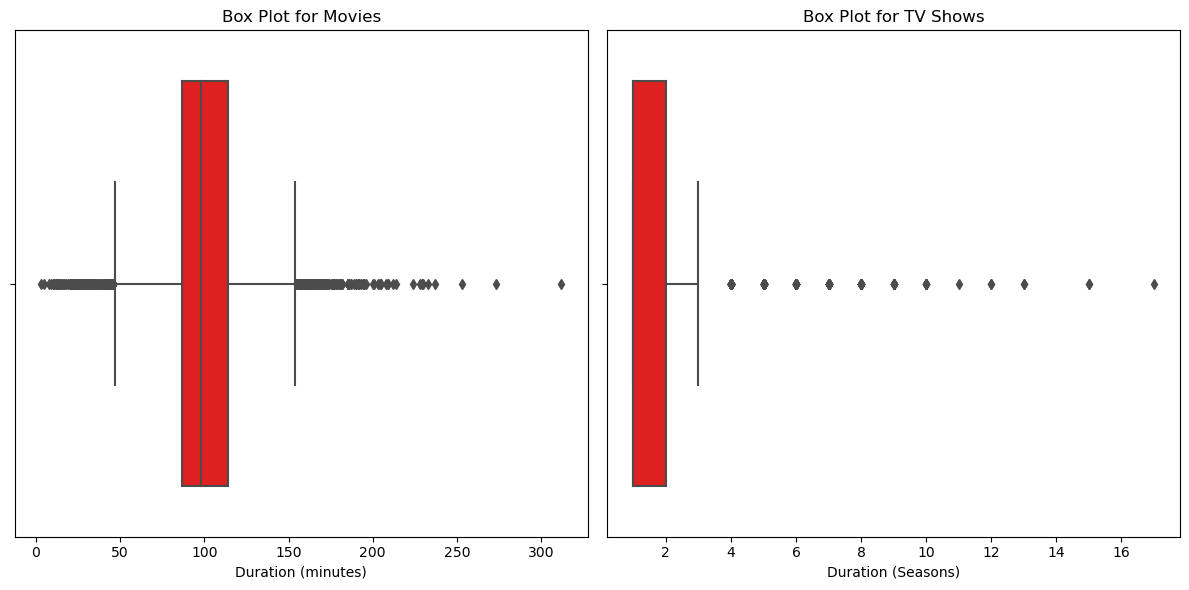 Box Plot for Movies
Box Plot for TV Shows
0 50 100 150 200 250 300
2 4 6 8 10 12 14 16
Duration (minutes)
Duration (Seasons)